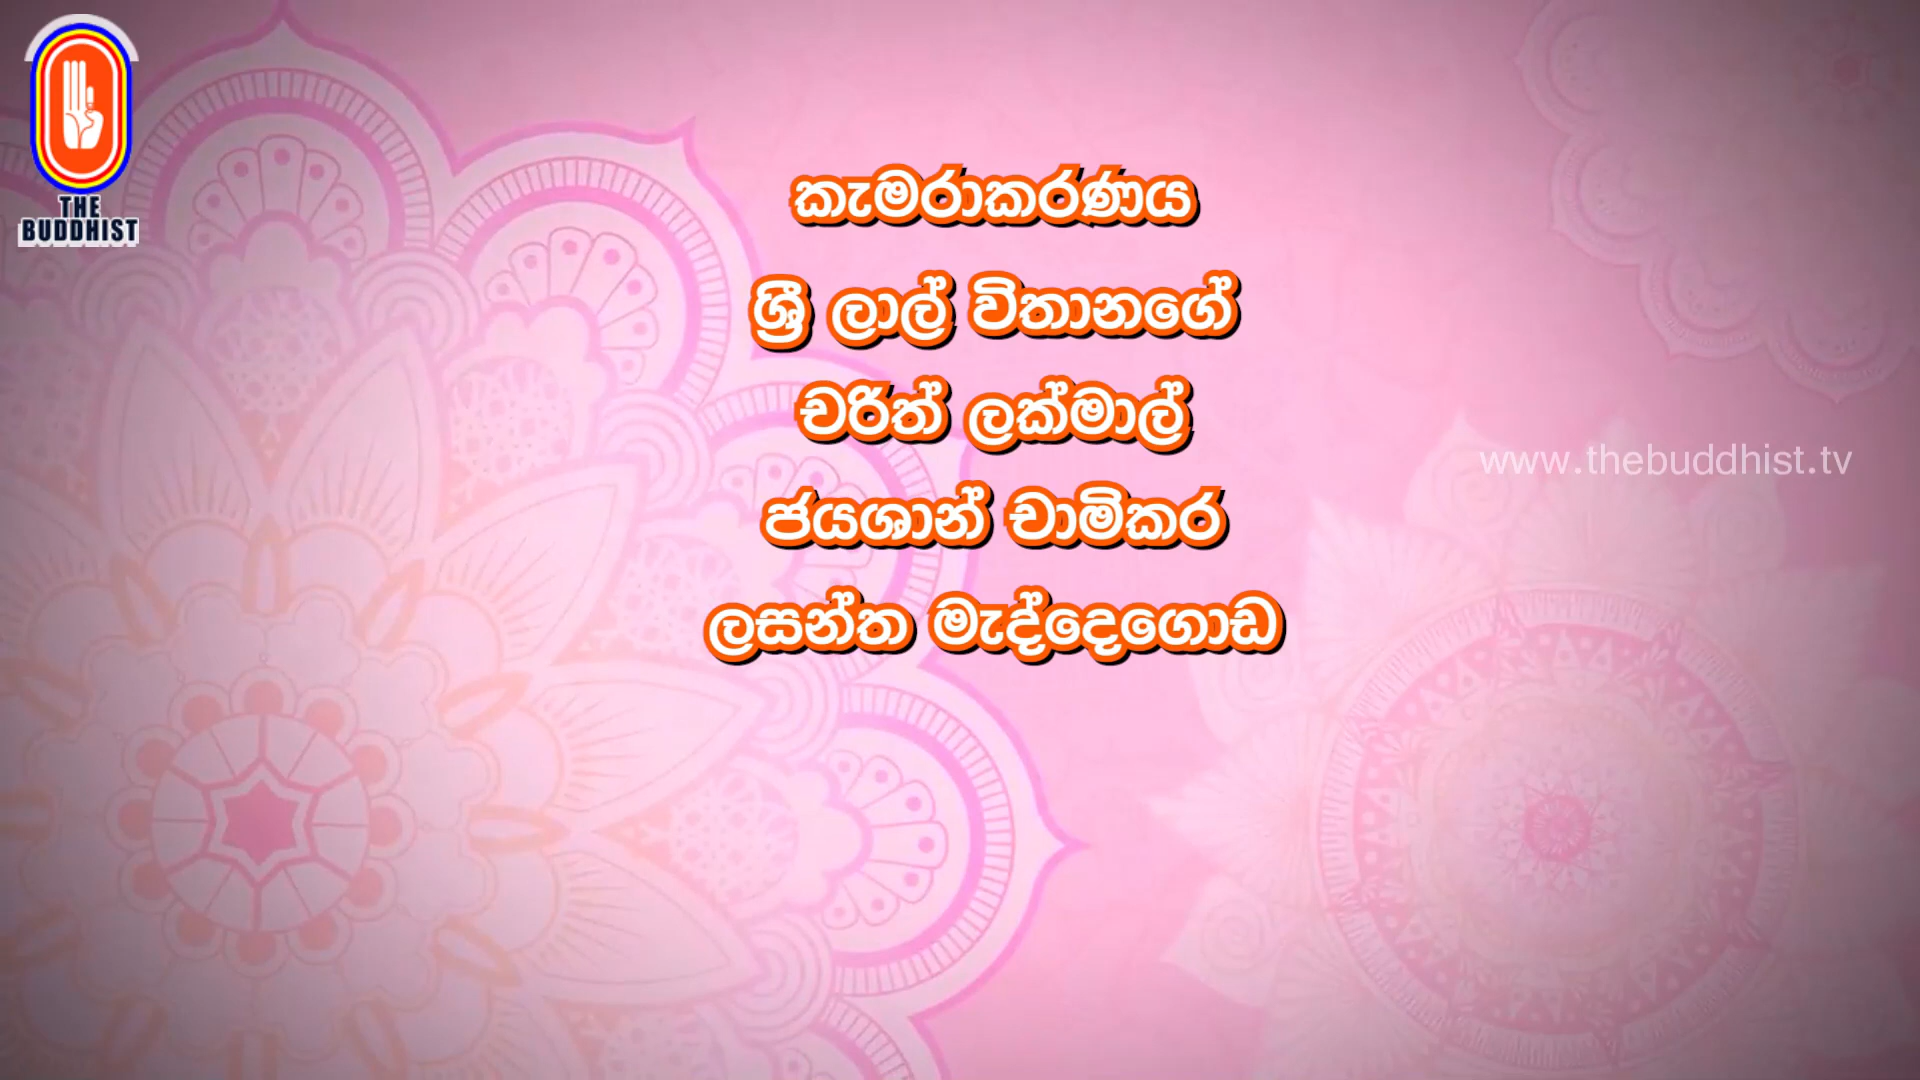 THE
BUDDHIST
කැමරාකරණය
ශ්‍රී ලාල් විතානගේ
චරිත් ලක්මාල්
ජයශාන් චාමිකර
ලසන්ත මැද්දෙගොඩ
www.thebuddhist.tv